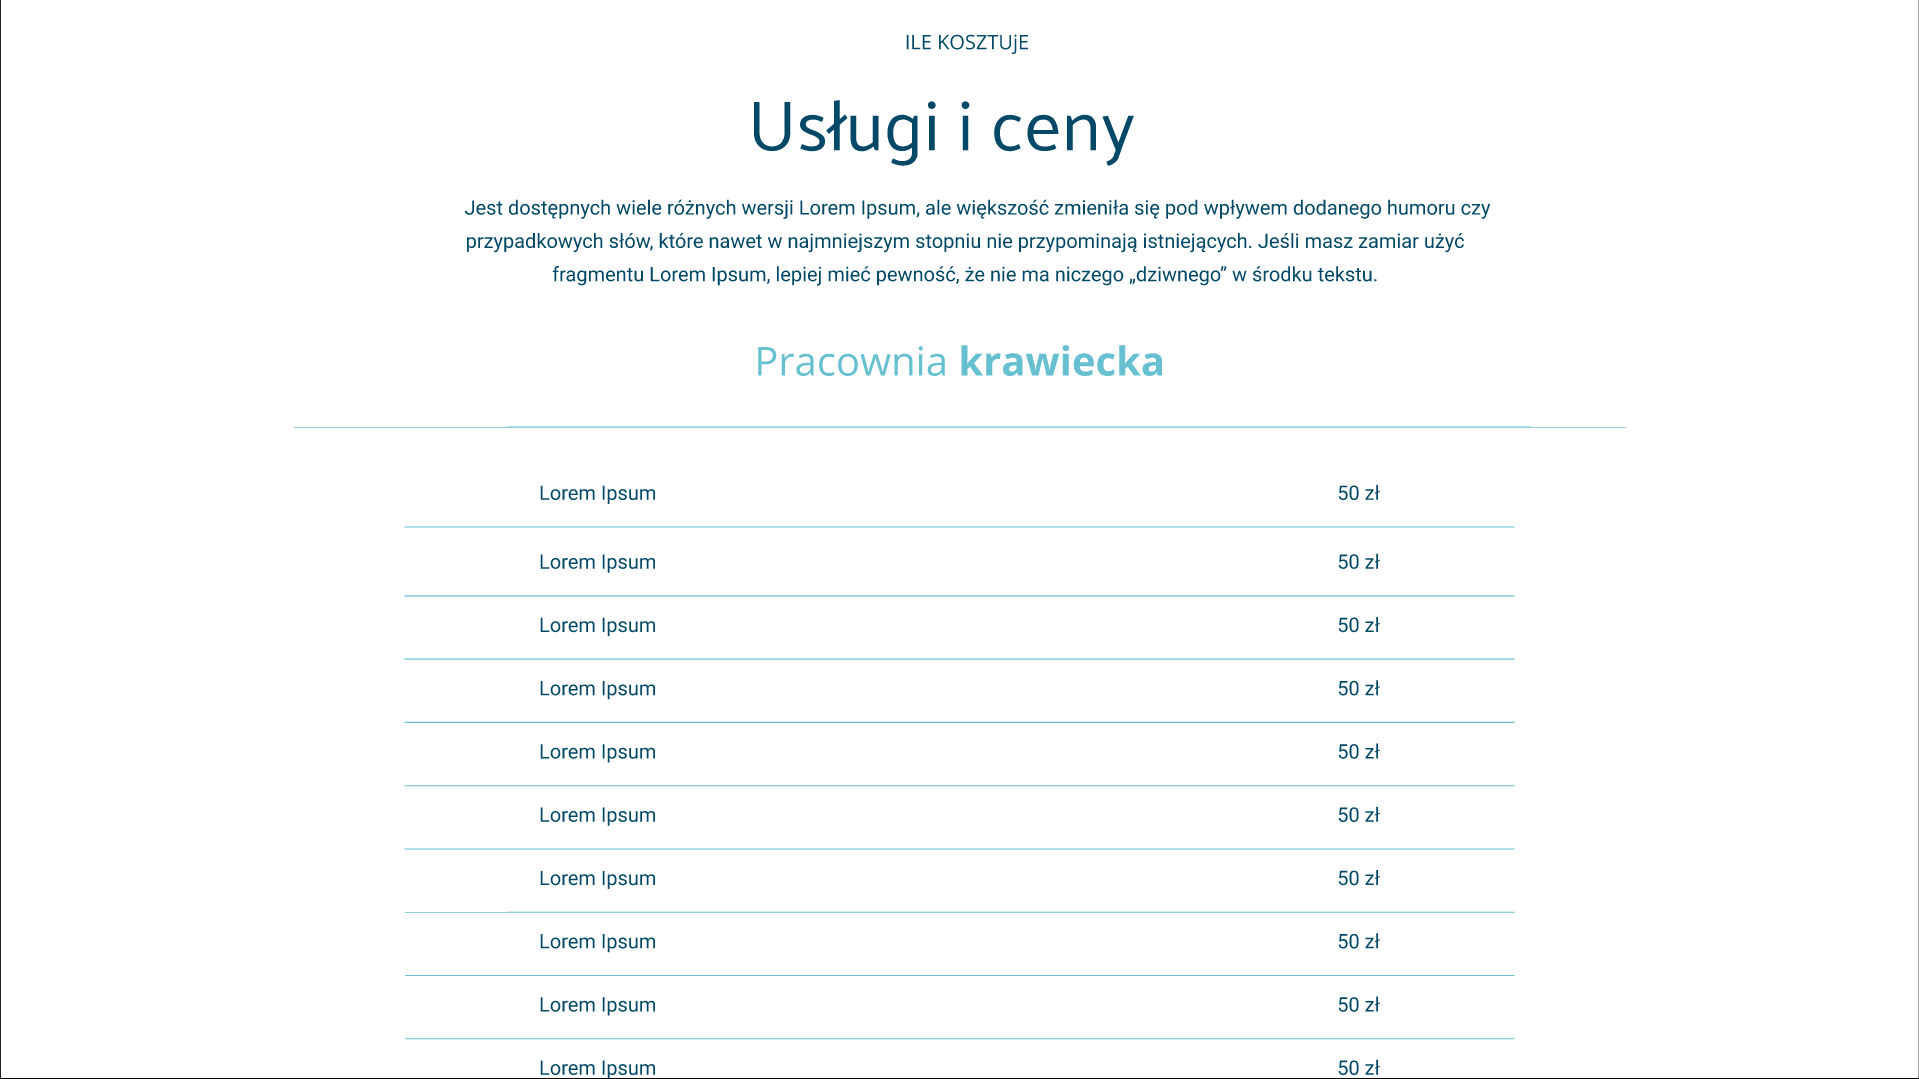 ILE KOSZTUjE
Usługi i ceny
Jest dostępnych wiele różnych wersji Lorem Ipsum, ale większość zmieniła się pod wpływem dodanego humoru czy
przypadkowych słów, które nawet w najmniejszym stopniu nie przypominają istniejących. Jeśli masz zamiar użyć
fragmentu Lorem Ipsum, lepiej mieć pewność, że nie ma niczego „dziwnego” w środku tekstu.
Pracownia krawiecka
Lorem Ipsum 50 zł
Lorem Ipsum 50 zł
Lorem Ipsum 50 zł
Lorem Ipsum 50 zł
Lorem Ipsum 50 zł
Lorem Ipsum 50 zł
Lorem Ipsum 50 zł
Lorem Ipsum 50 zł
Lorem Ipsum 50 zł
Lorem Ipsum 50 zł